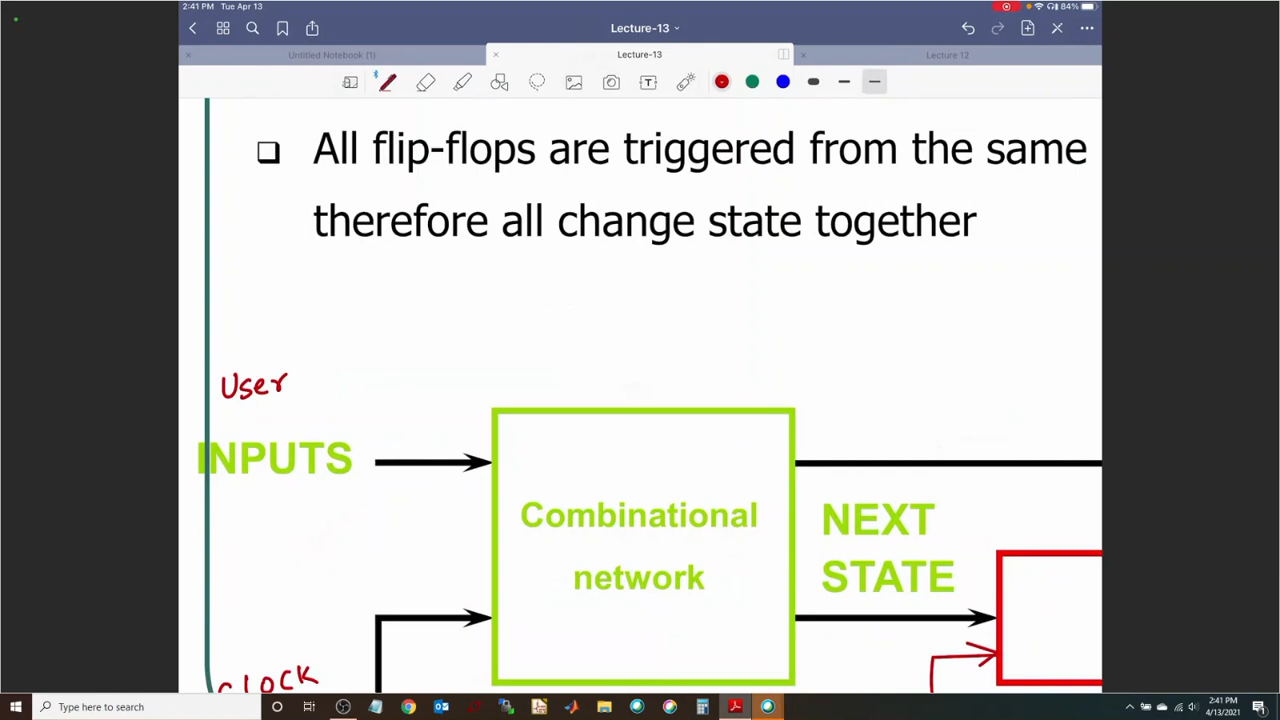 2:41 PM Tue Apr 13
84%
Lecture-13
Untitled Notebook (1)
Lecture-13
Lecture 12
All flip-flops are triggered from the same
therefore all change state together
User
INPUTS
Combinational
network
NEXT
STATE
Clock
Type here to search
2:41 PM
4/13/2021